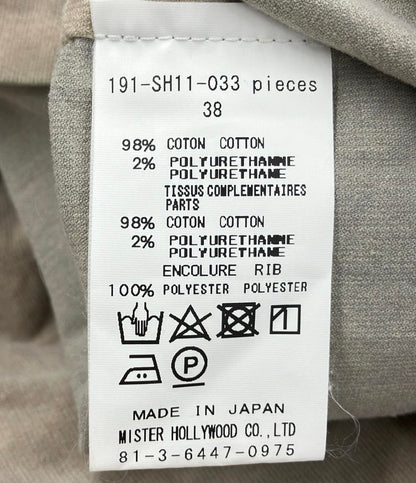 191-SH11-033 pieces
38
98% COTON COTTON
2% POLYURETHANNE
POLYURETHANE
TISSUS COMPLEMENTAIRES
PARTS
98% COTON COTTON
2% POLYURETHANNE
POLYURETHANE
ENCOLURE RIB
100% POLYESTER POLYESTER
P
MADE IN JAPAN
MISTER HOLLYWOOD CO.,LTD
81-3-6447-0975